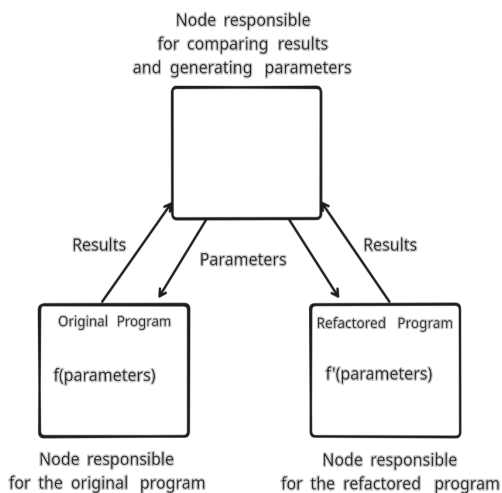 Node responsible
for comparing results
and generating parameters
Results
Parameters
Results
Original Program
f(parameters)
Refactored Program
f'(parameters)
Node responsible
for the original program
Node responsible
for the refactored program